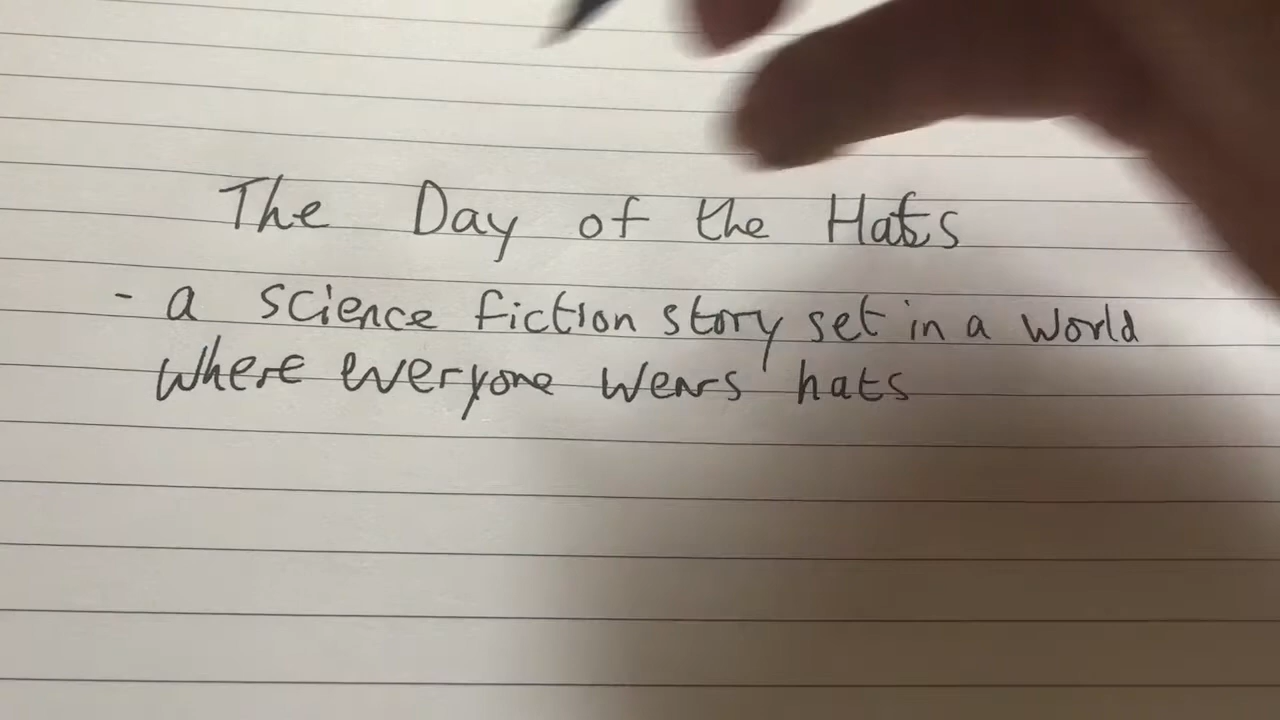 The Day of the Hats
- a science fiction story set in a world
where everyone wears hats